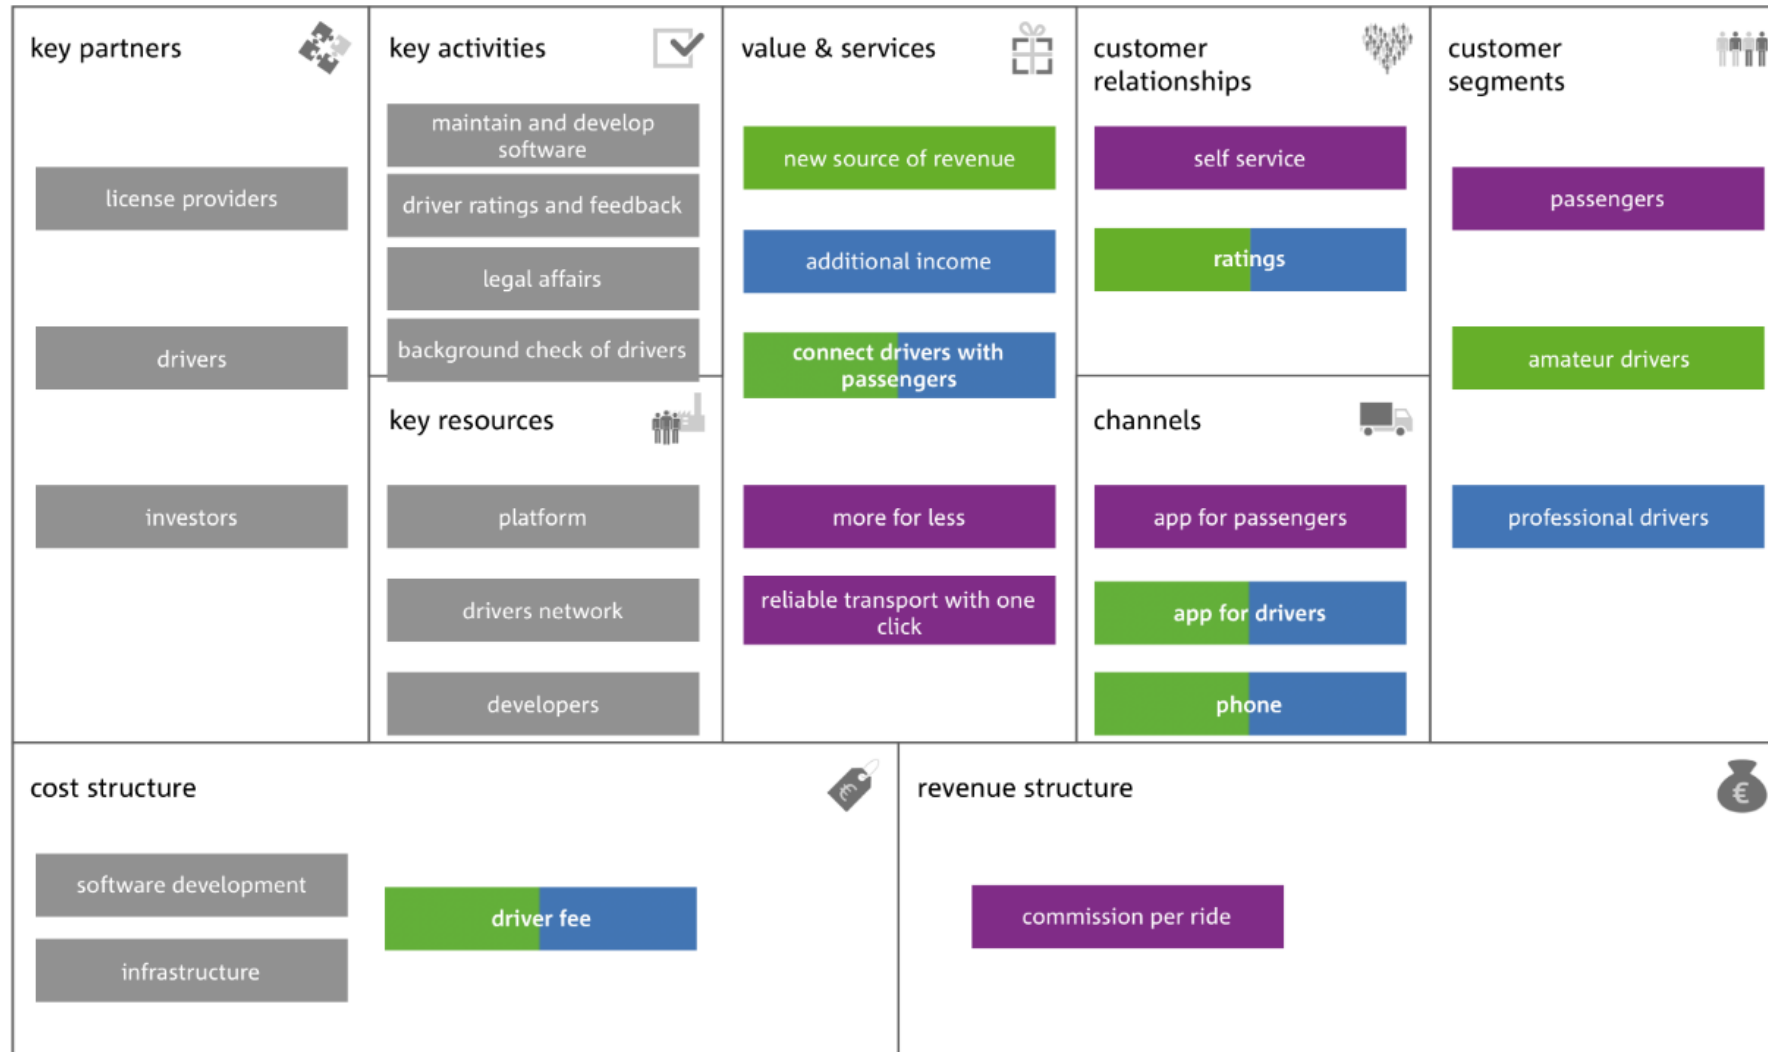 key partners
license providers
drivers
investors
key activities
maintain and develop
software
driver ratings and feedback
legal affairs
background check of drivers
key resources
platform
drivers network
developers
value & services
new source of revenue
additional income
connect drivers with
passengers
more for less
reliable transport with one
click
customer
relationships
self service
ratings
channels
app for passengers
app for drivers
phone
customer
segments
passengers
amateur drivers
professional drivers
cost structure
€
software development
infrastructure
driver fee
revenue structure
€
commission per ride